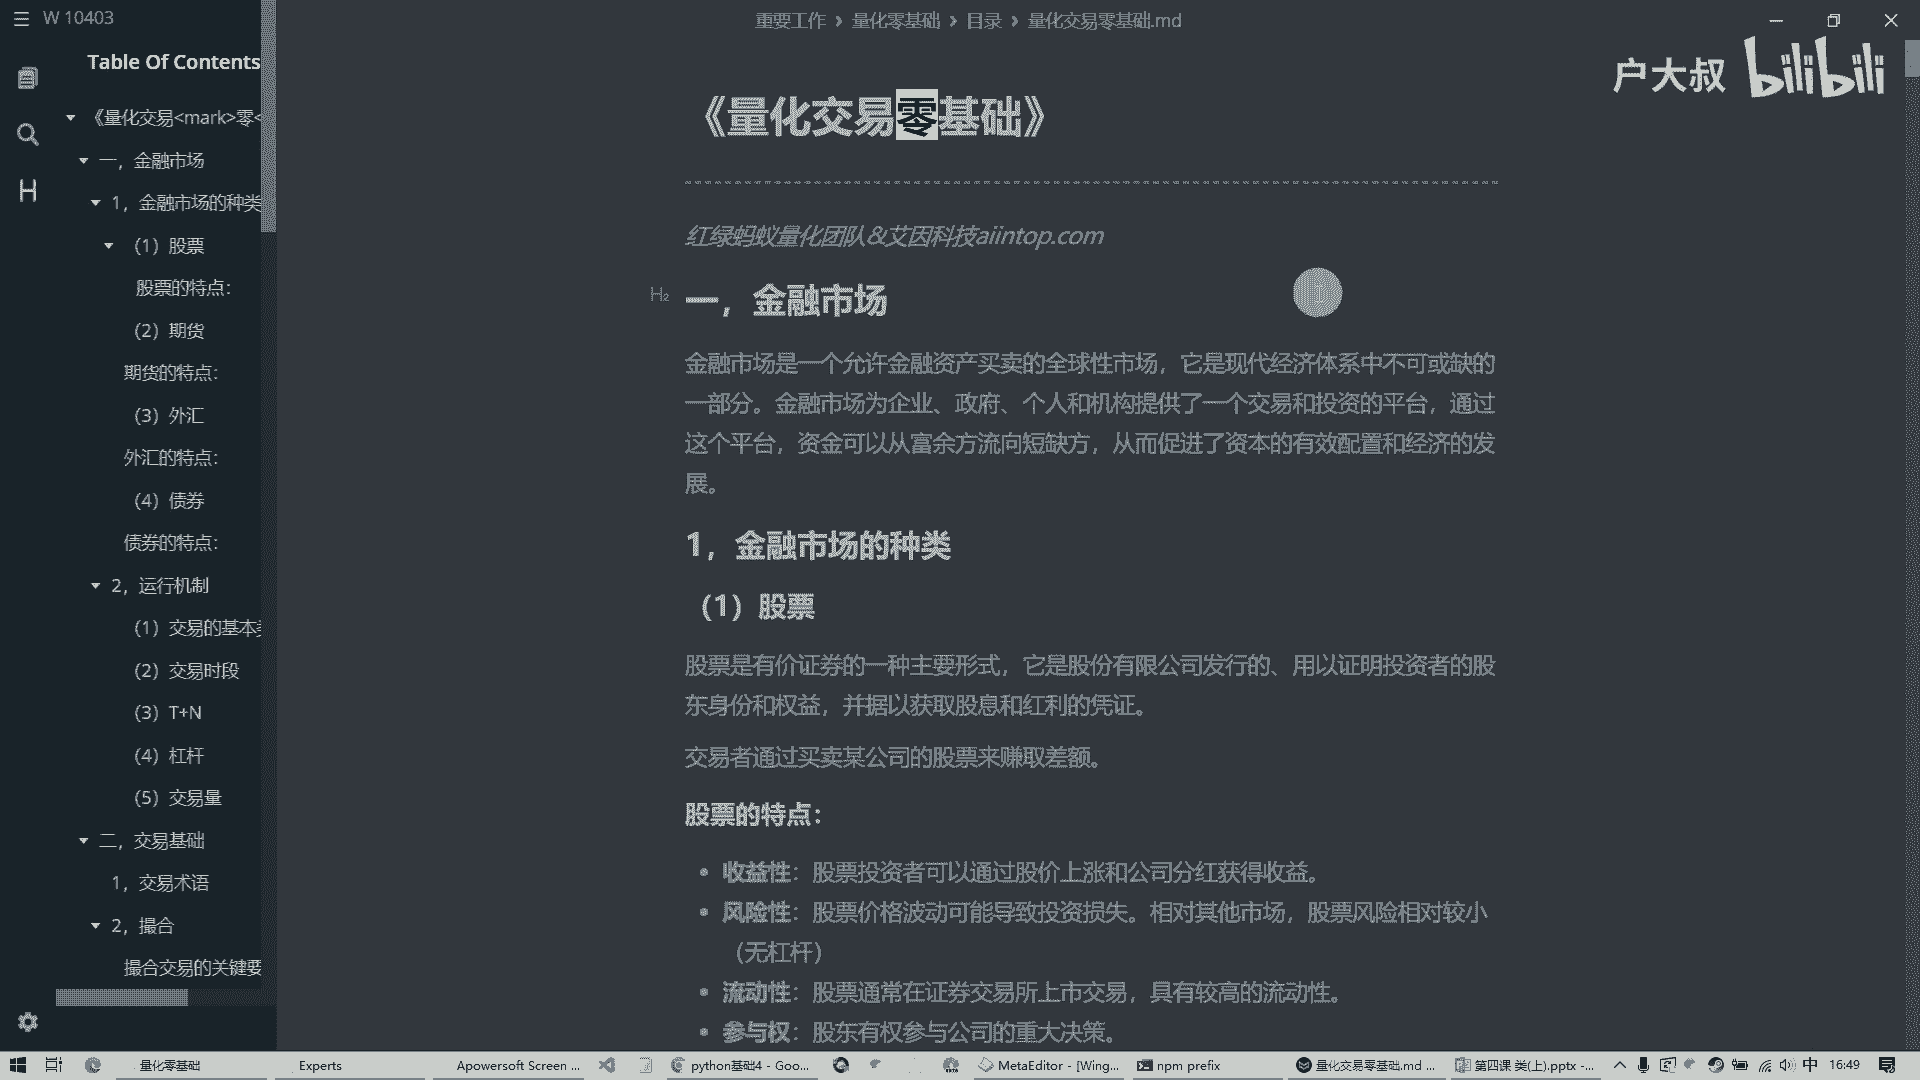 W 10403
重要工作 › 量化零基础 › 目录 › 量化交易零基础.md
户大叔 bilibili
Table Of Contents
《量化交易<mark>零<
一，金融市场
1，金融市场的种类
（1）股票
股票的特点：
（2）期货
期货的特点：
（3）外汇
外汇的特点：
（4）债券
债券的特点：
2，运行机制
（1）交易的基本
（2）交易时段
（3）T+N
（4）杠杆
（5）交易量
二，交易基础
1，交易术语
2，撮合
撮合交易的关键要
《量化交易零基础》
红绿蚂蚁量化团队&艾因科技aiintop.com
H2
一，金融市场
金融市场是一个允许金融资产买卖的全球性市场，它是现代经济体系中不可或缺的
一部分。金融市场为企业、政府、个人和机构提供了一个交易和投资的平台，通过
这个平台，资金可以从富余方流向短缺方，从而促进了资本的有效配置和经济的发
展。
1，金融市场的种类
（1）股票
股票是有价证券的一种主要形式，它是股份有限公司发行的、用以证明投资者的股
东身份和权益，并据以获取股息和红利的凭证。
交易者通过买卖某公司的股票来赚取差额。
股票的特点：
• 收益性：股票投资者可以通过股价上涨和公司分红获得收益。
• 风险性：股票价格波动可能导致投资损失。相对其他市场，股票风险相对较小
（无杠杆）
• 流动性：股票通常在证券交易所上市交易，具有较高的流动性。
• 参与权：股东有权参与公司的重大决策。
量化零基础 Experts Apowersoft Screen ... python基础4 - Goo... MetaEditor - [Wing... npm prefix 量化交易零基础.md ... 第四课 类(上).pptx -... 中 16:49